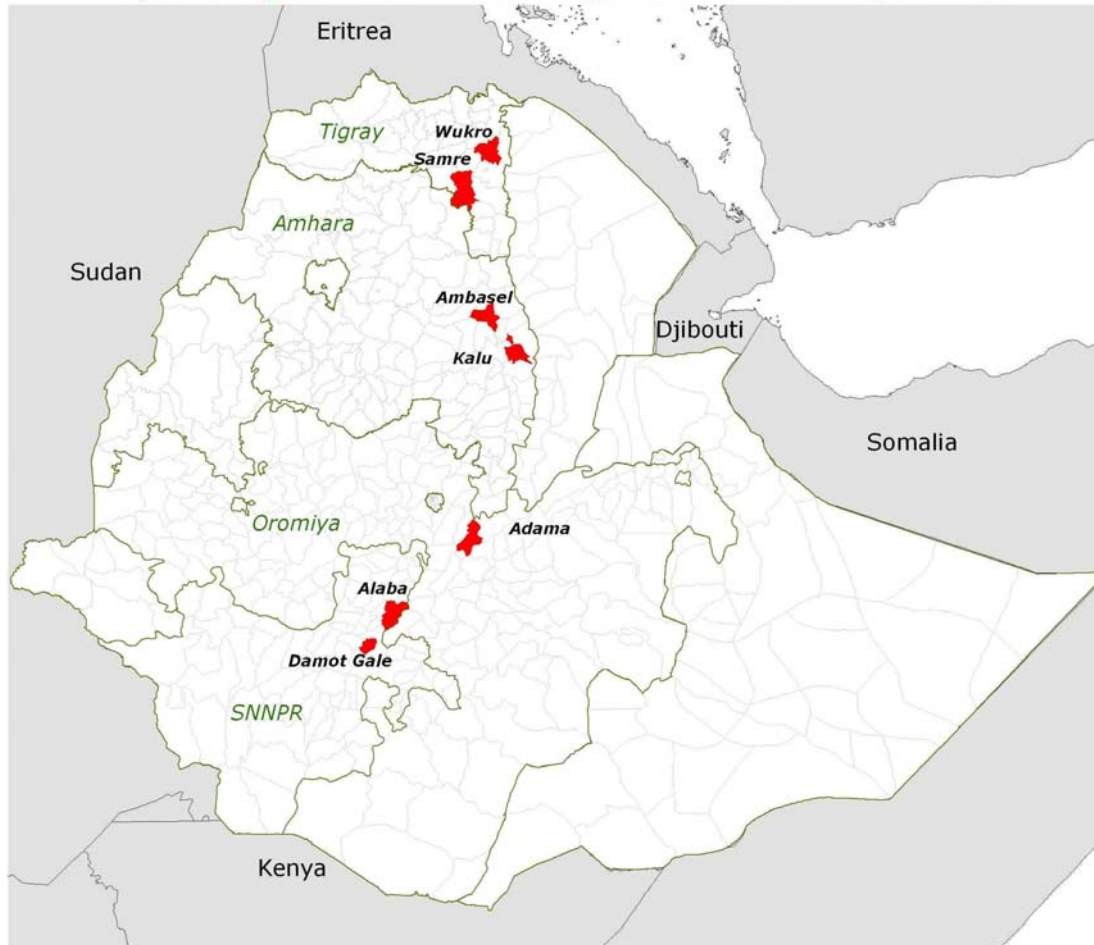 Eritrea
Tigray
Wukro
Samre
Amhara
Sudan
Ambasel
Djibouti
Kalu
Somalia
Oromiya
Adama
Alaba
Damot Gale
SNNPR
Kenya